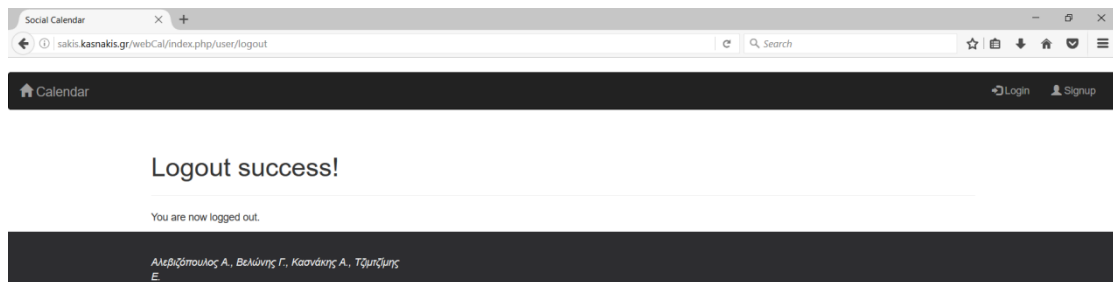 Social Calendar
sakis.kasnakis.gr/webCal/index.php/user/logout
Search
Calendar
Login Signup
Logout success!
You are now logged out.
Αλεβιζόπουλος Α., Βελώνης Γ., Κασνάκης Α., Τζιμτζίμης
Ε.